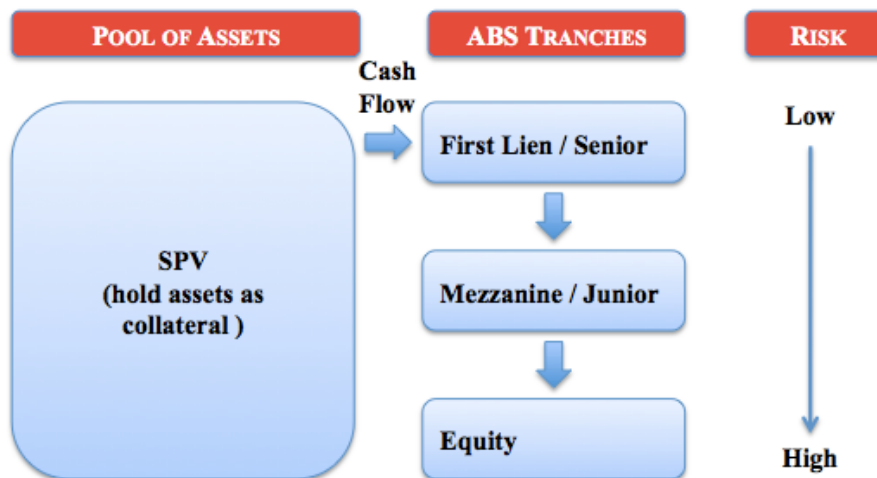 POOL OF ASSETS
ABS TRANCHES
RISK
Cash
Flow
First Lien / Senior
Low
SPV
(hold assets as
collateral )
Mezzanine / Junior
Equity
High